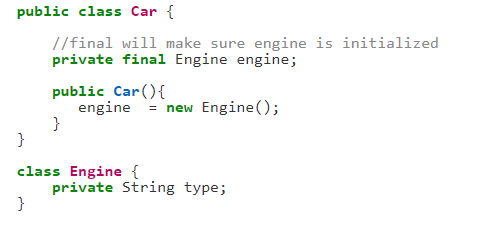 public class Car {
//final will make sure engine is initialized
private final Engine engine;
public Car(){
engine  = new Engine();
}
}
class Engine {
private String type;
}